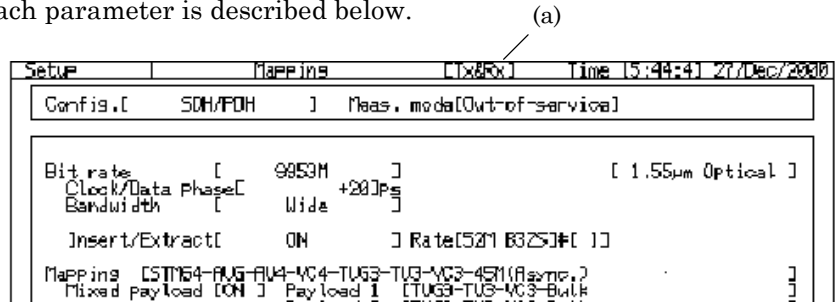 ach parameter is described below.
(a)
Setup Mapping [Tx&Rx] Time [5:44:4] 27/Dec/2000
Config.[ SDH/PDH ] Meas. mode[Out-of-service]
Bit rate [ 9953M ] [ 1.55µm Optical ]
Clock/Data phase[ +20]ps
Bandwidth [ Wide ]
Insert/Extract[ ON ] Rate[52M B3ZS]#[ 1]
Mapping [STM64-AUG-AU4-VC4-TUG3-TU3-VC3-45M(Async.) ]
Mixed payload [ON ] Payload 1 [TUG3-TU3-VC3-Bulk ]